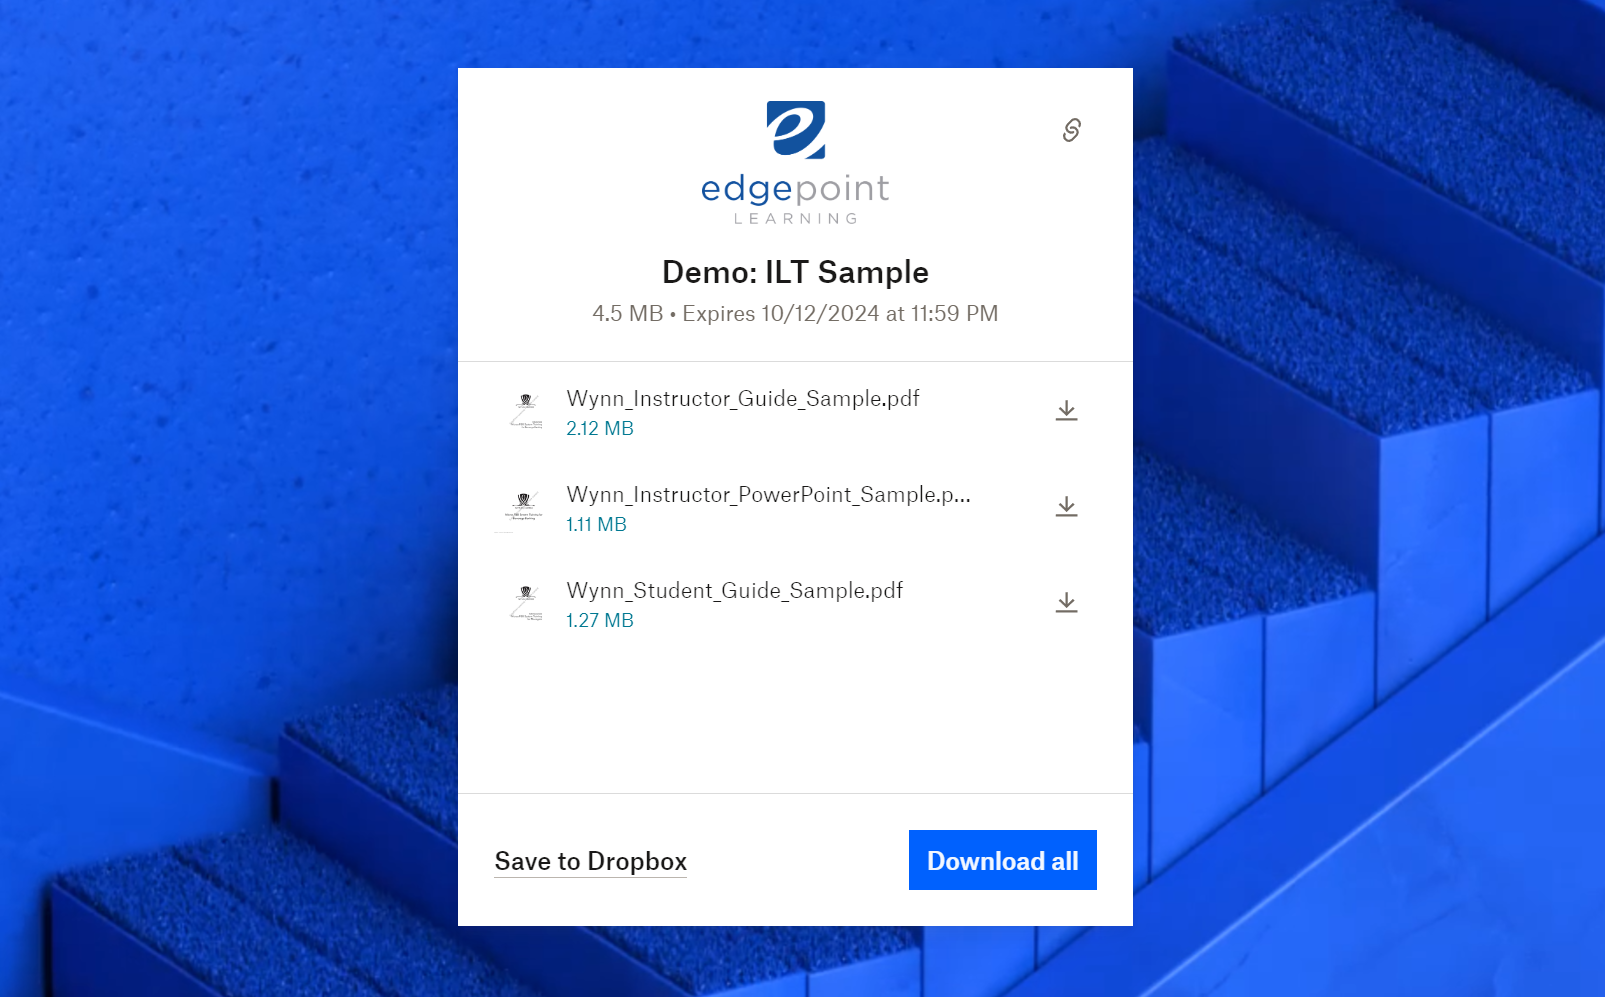 edgepoint
LEARNING
Demo: ILT Sample
4.5 MB • Expires 10/12/2024 at 11:59 PM
Wynn_Instructor_Guide_Sample.pdf
2.12 MB
Wynn_Instructor_PowerPoint_Sample.p...
1.11 MB
Wynn_Student_Guide_Sample.pdf
1.27 MB
Save to Dropbox
Download all